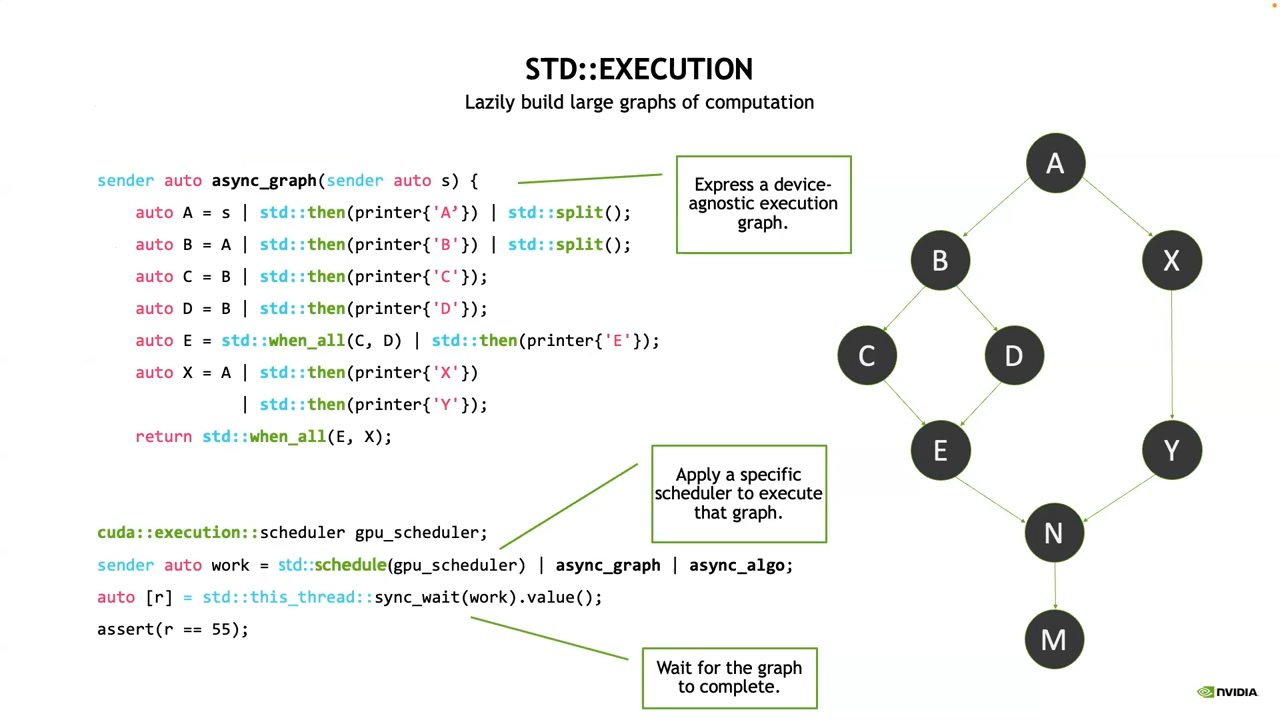 STD::EXECUTION
Lazily build large graphs of computation
sender auto async_graph(sender auto s) {
auto A = s | std::then(printer{'A’}) | std::split();
auto B = A | std::then(printer{'B'}) | std::split();
auto C = B | std::then(printer{'C'});
auto D = B | std::then(printer{'D'});
auto E = std::when_all(C, D) | std::then(printer{'E'});
auto X = A | std::then(printer{'X'})
| std::then(printer{'Y'});
return std::when_all(E, X);
cuda::execution::scheduler gpu_scheduler;
sender auto work = std::schedule(gpu_scheduler) | async_graph | async_algo;
auto [r] = std::this_thread::sync_wait(work).value();
assert(r == 55);
Express a device-
agnostic execution
graph.
Apply a specific
scheduler to execute
that graph.
Wait for the graph
to complete.
A
B
X
C
D
E
Y
N
M
NVIDIA